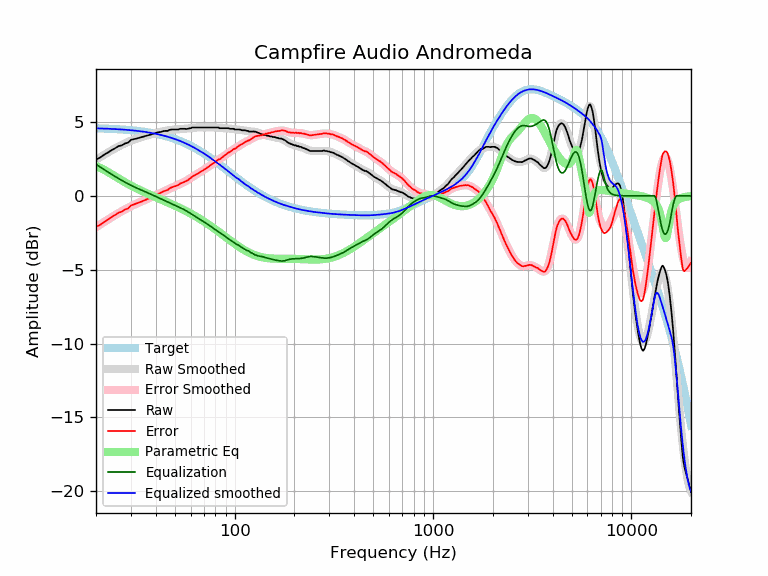 Campfire Audio Andromeda
Amplitude (dBr)
5
0
−5
−10
−15
−20
Target
Raw Smoothed
Error Smoothed
Raw
Error
Parametric Eq
Equalization
Equalized smoothed
100
1000
10000
Frequency (Hz)